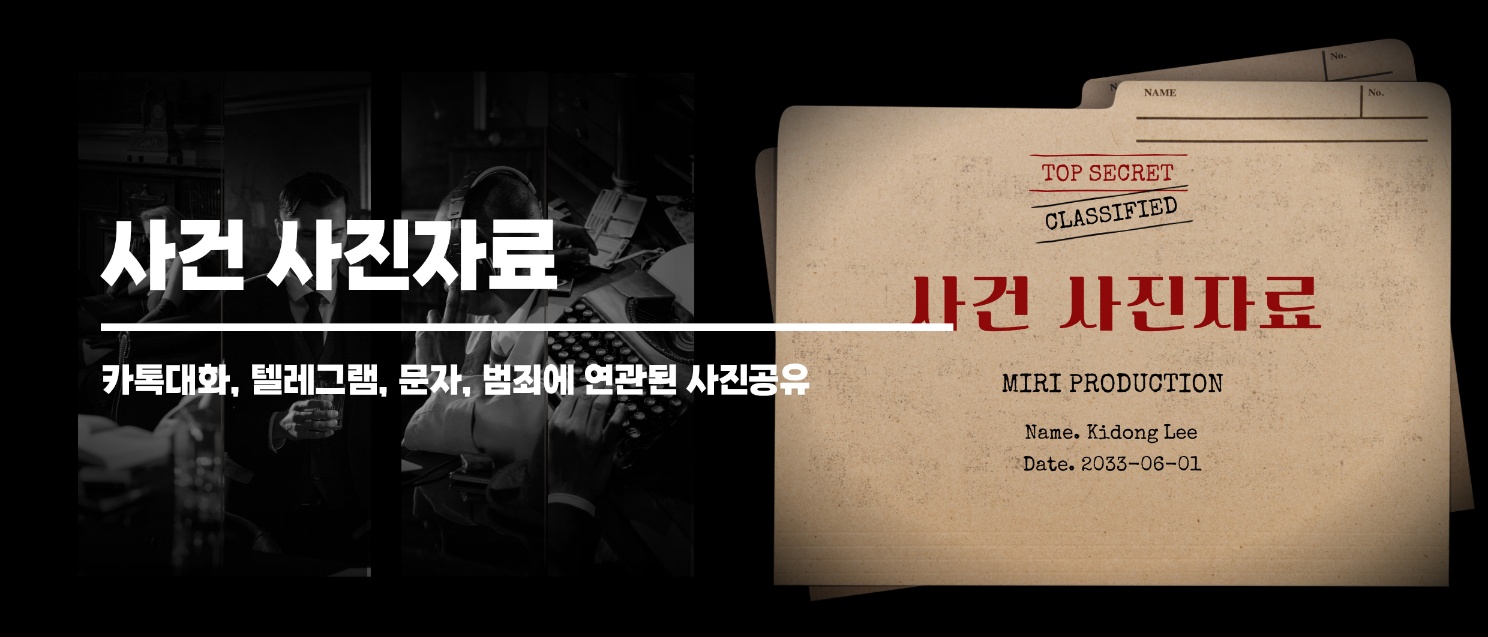 사건 사진자료
카톡대화, 텔레그램, 문자, 범죄에 연관된 사진공유
No.
NAME
No.
TOP SECRET
CLASSIFIED
사건 사진자료
MIRI PRODUCTION
Name. Kidong Lee
Date. 2033-06-01